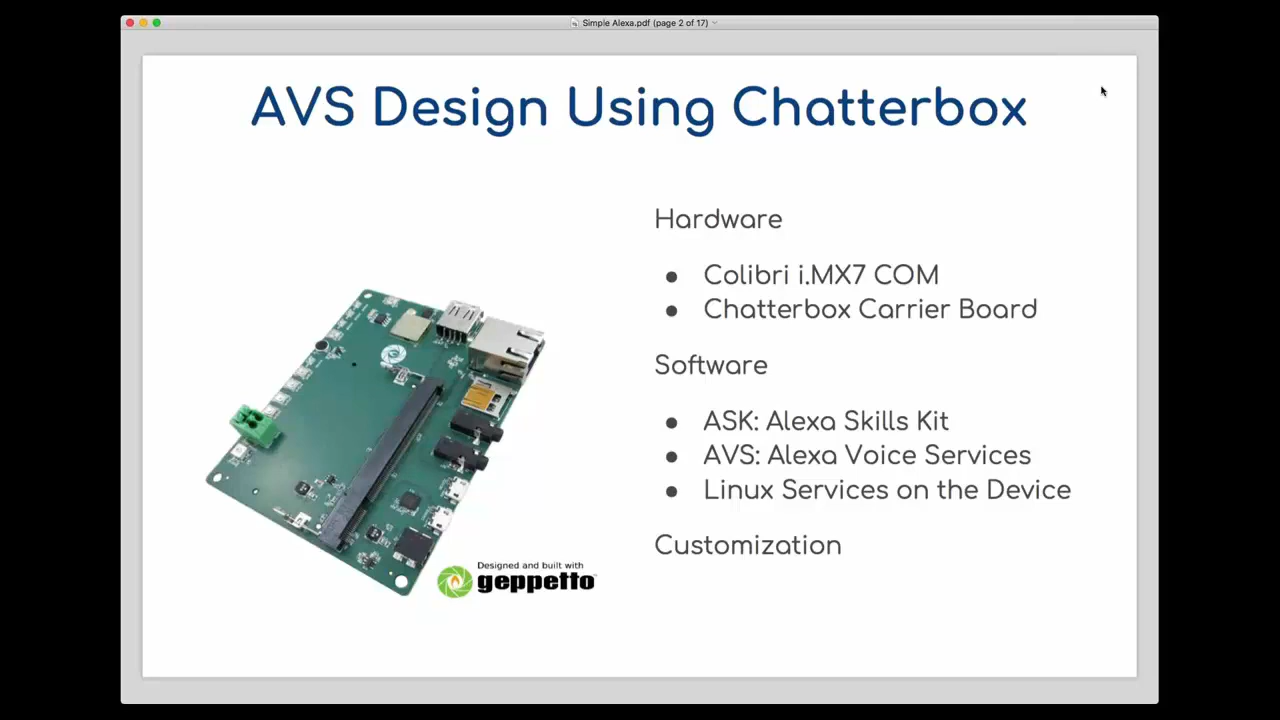 Simple Alexa.pdf (page 2 of 17)
AVS Design Using Chatterbox
Hardware
● Colibri i.MX7 COM
● Chatterbox Carrier Board
Software
● ASK: Alexa Skills Kit
● AVS: Alexa Voice Services
● Linux Services on the Device
Customization
Designed and built with
geppetto